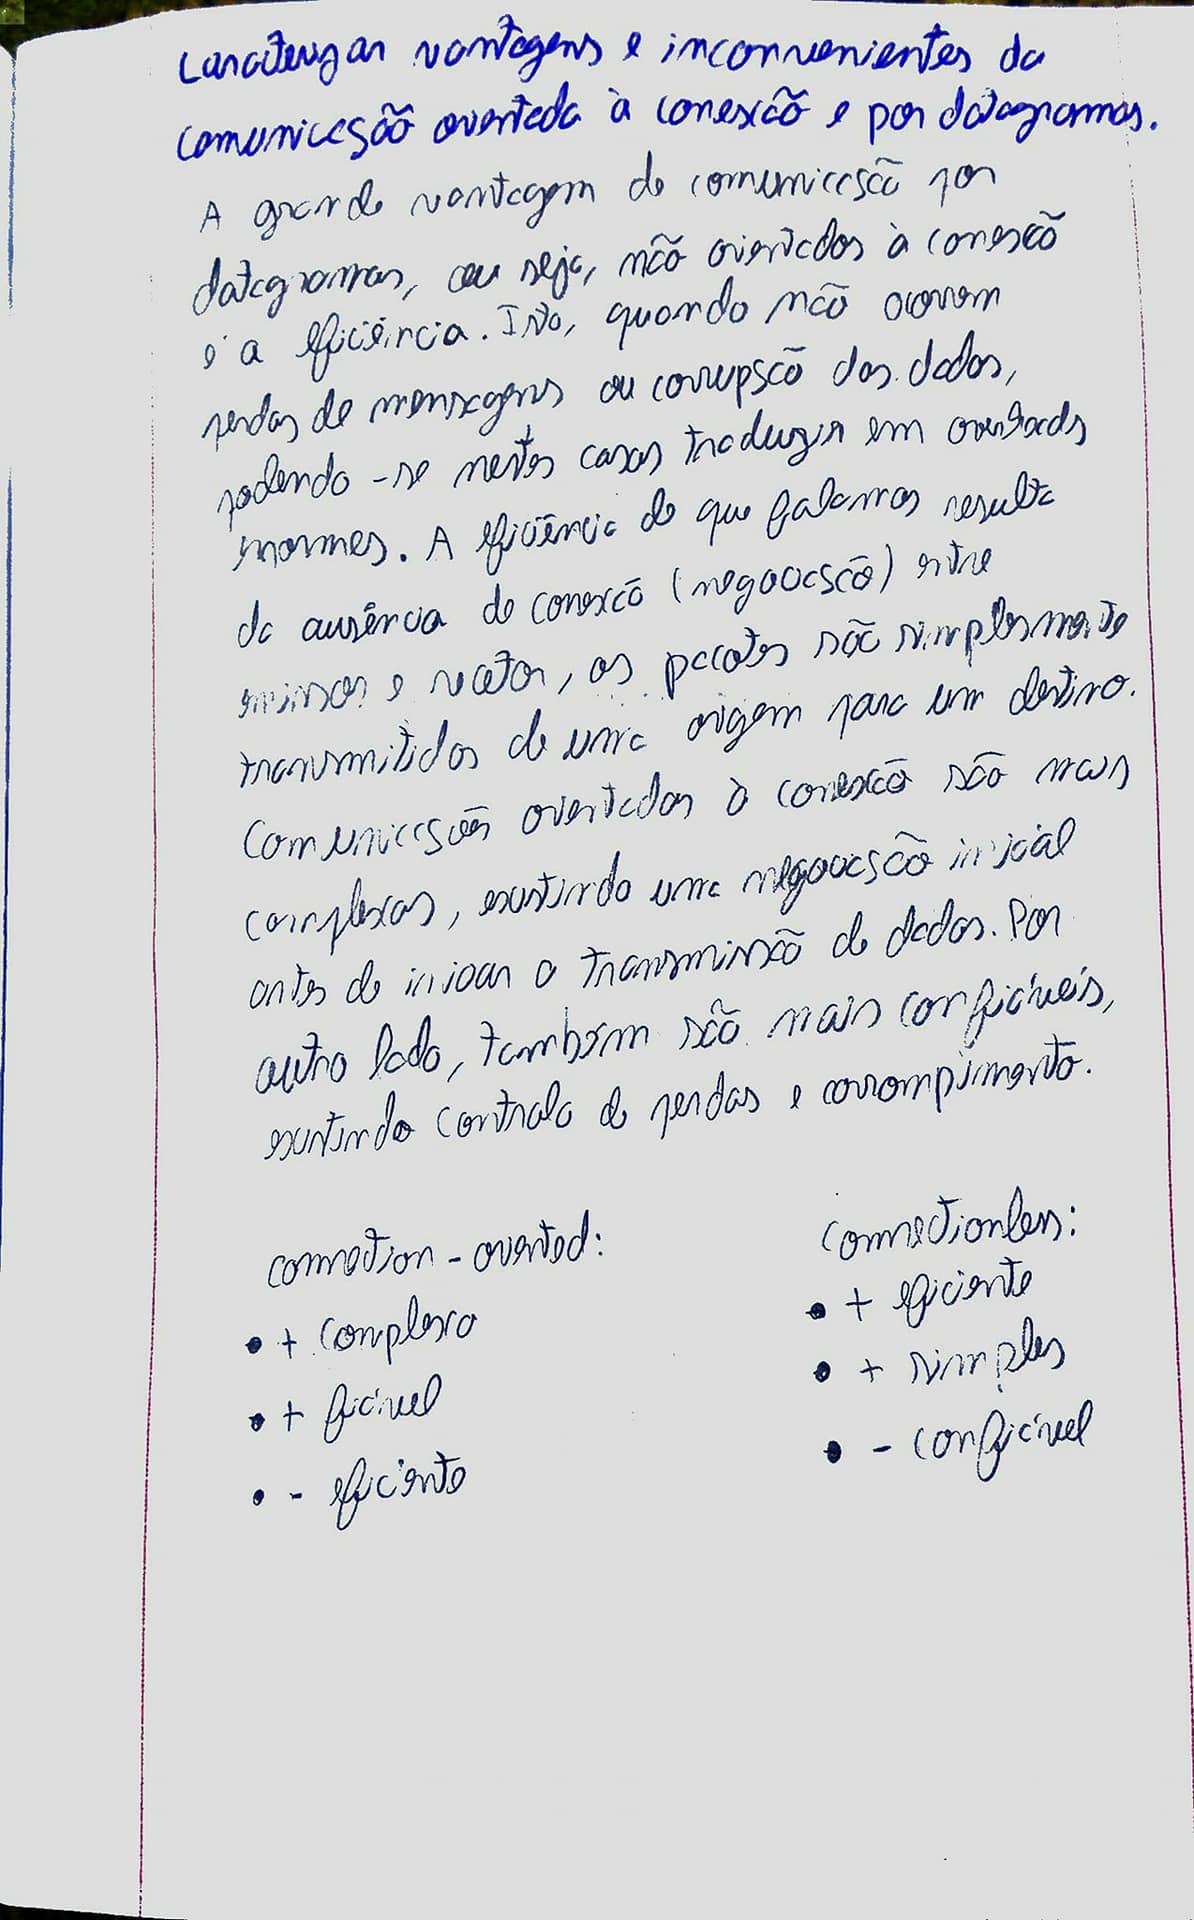 Caracterizar vantagens e inconvenientes da
comunicação orientada à conexão e por datagramas.
A grande vantagem de comunicação por
datagramas, ou seja, não orientados à conexão
é a eficiência. Isto, quando não ocorrem
perdas de mensagens ou corrupção dos dados,
podendo-se nestes casos traduzir em overheads
enormes. A eficiência de que falamos resulta
da ausência de conexão (negociação) entre
emissor e recetor, os pacotes são simplesmente
transmitidos de uma origem para um destino.
Comunicações orientadas à conexão são mais
complexas, existindo uma negociação inicial
antes de iniciar a transmissão de dados. Por
outro lado, também são mais confiáveis,
existindo controlo de perdas e corrompimento.
connection-oriented:
• + complexo
• + fiável
• - eficiente
Connectionless:
• + eficiente
• + simples
• - confiável